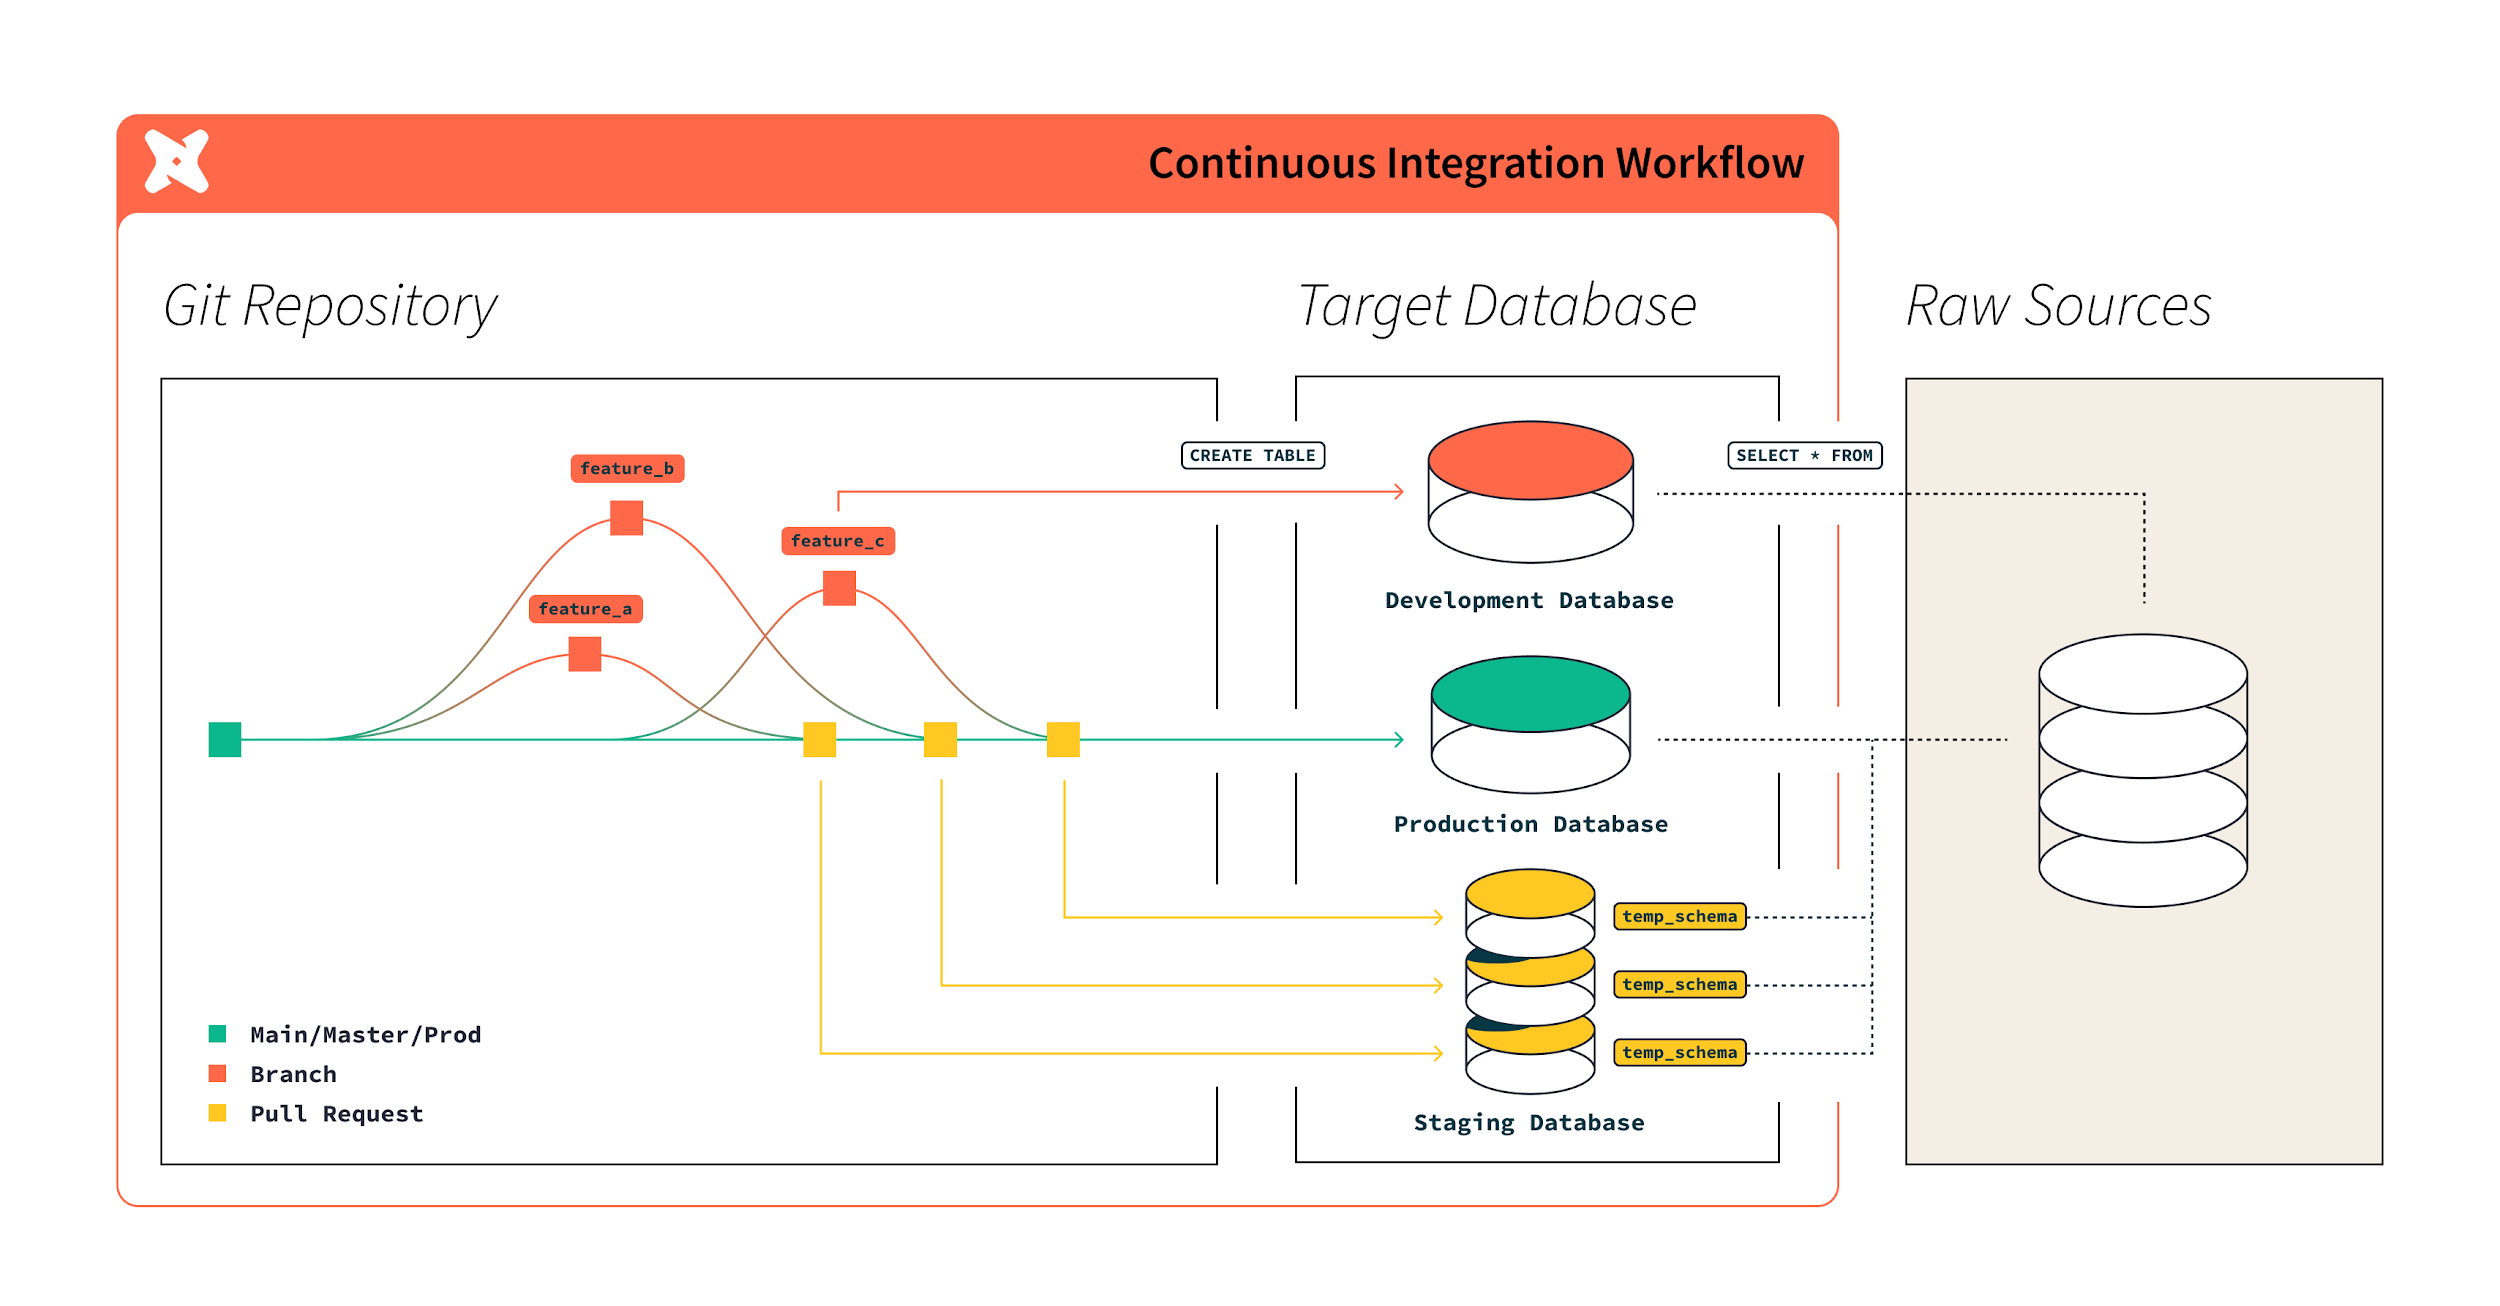 Continuous Integration Workflow
Git Repository
Target Database
Raw Sources
CREATE TABLE
SELECT * FROM
feature_b
feature_c
feature_a
Development Database
Production Database
temp_schema
temp_schema
temp_schema
Staging Database
Main/Master/Prod
Branch
Pull Request